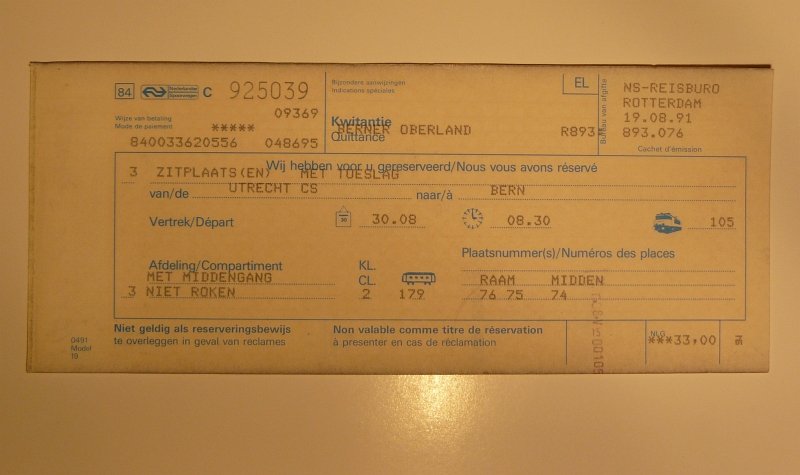 84 Nederlandse Spoorwegen C 925039
Bijzondere aanwijzingen
Indications spéciales
EL
Bureau van afgifte
NS-REISBURO
ROTTERDAM
19.08.91
893.076
Cachet d'émission
09369
Wijze van betaling
Mode de paiement *****
840033620556 048695
Kwitantie
BERNER OBERLAND R893
Quittance
Wij hebben voor u gereserveerd/Nous vous avons réservé
3 ZITPLAATS(EN) MET TOESLAG
van/de UTRECHT CS naar/à BERN
Vertrek/Départ 30 30.08 08.30 105
Afdeling/Compartiment KL. Plaatsnummer(s)/Numéros des places
MET MIDDENGANG CL. RAAM MIDDEN
3 NIET ROKEN 2 179 76 75 74
Niet geldig als reserveringsbewijs Non valable comme titre de réservation
te overleggen in geval van reclames à présenter en cas de réclamation
0491
Model
19
NLG
***33,00